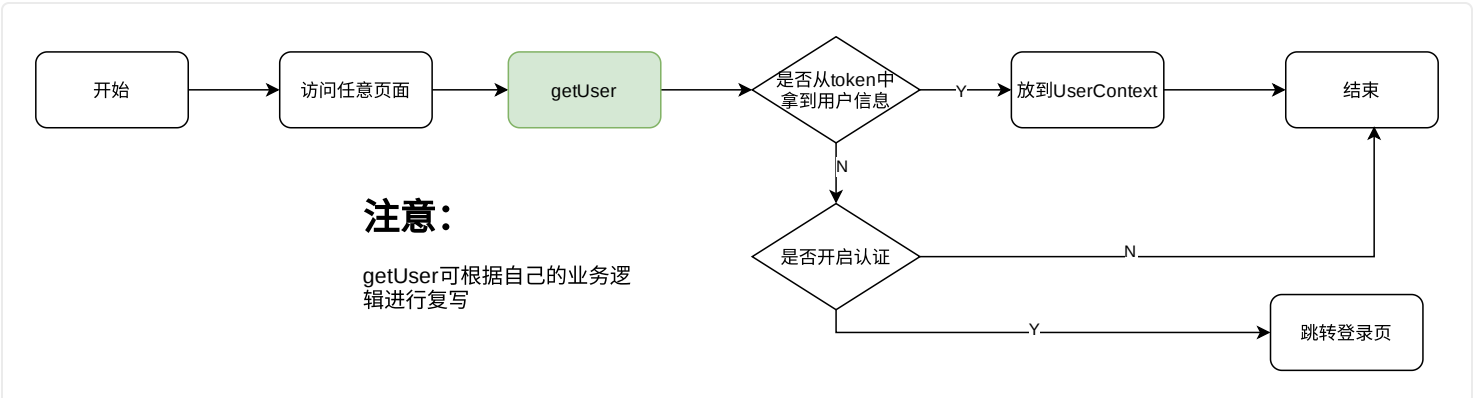 开始
访问任意页面
getUser
是否从token中
拿到用户信息
Y
放到UserContext
结束
N
注意：
getUser可根据自己的业务逻
辑进行复写
是否开启认证
N
Y
跳转登录页